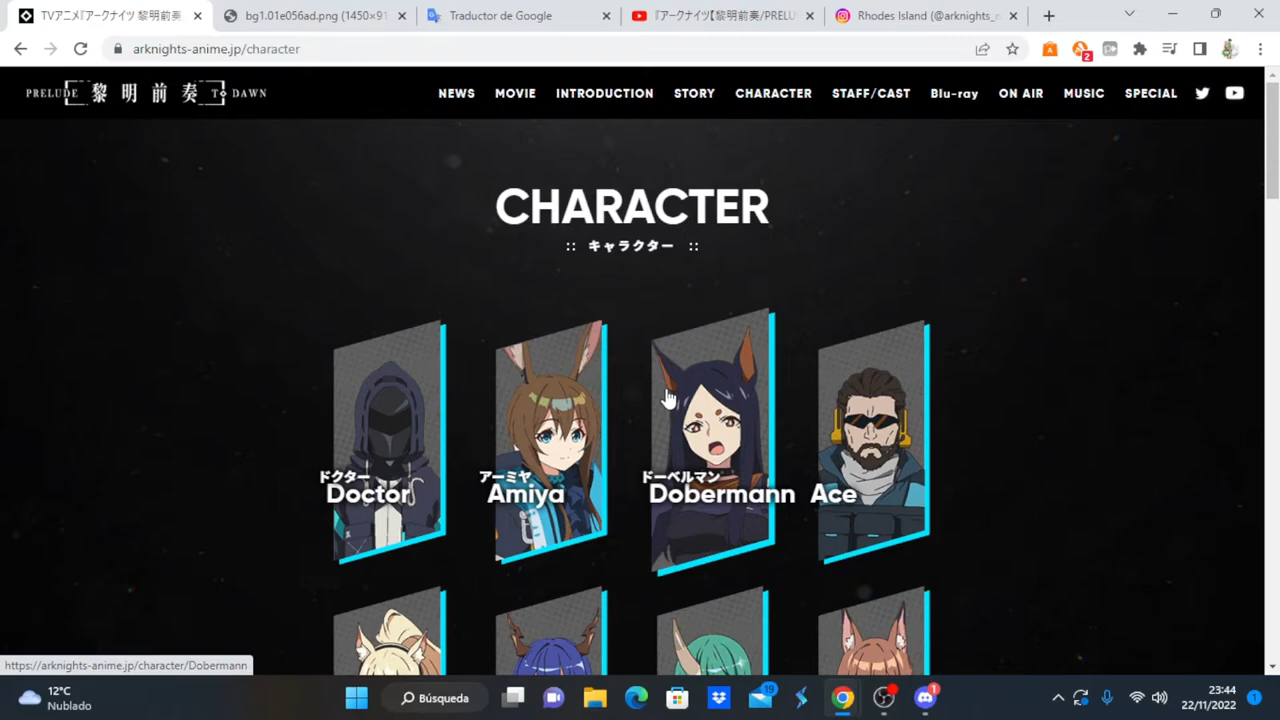 TVアニメ『アークナイツ 黎明前奏
bg1.01e056ad.png (1450×91
Traductor de Google
『アークナイツ【黎明前奏/PRELU
Rhodes Island (@arknights_
arknights-anime.jp/character
2
PRELUDE 黎明前奏 TO DAWN
NEWS
MOVIE
INTRODUCTION
STORY
CHARACTER
STAFF/CAST
Blu-ray
ON AIR
MUSIC
SPECIAL
CHARACTER
:: キャラクター ::
ドクター
Doctor
アーミヤ
Amiya
ドーベルマン
Dobermann
Ace
https://arknights-anime.jp/character/Dobermann
12°C
Nublado
Búsqueda
19
1
23:44
22/11/2022
1